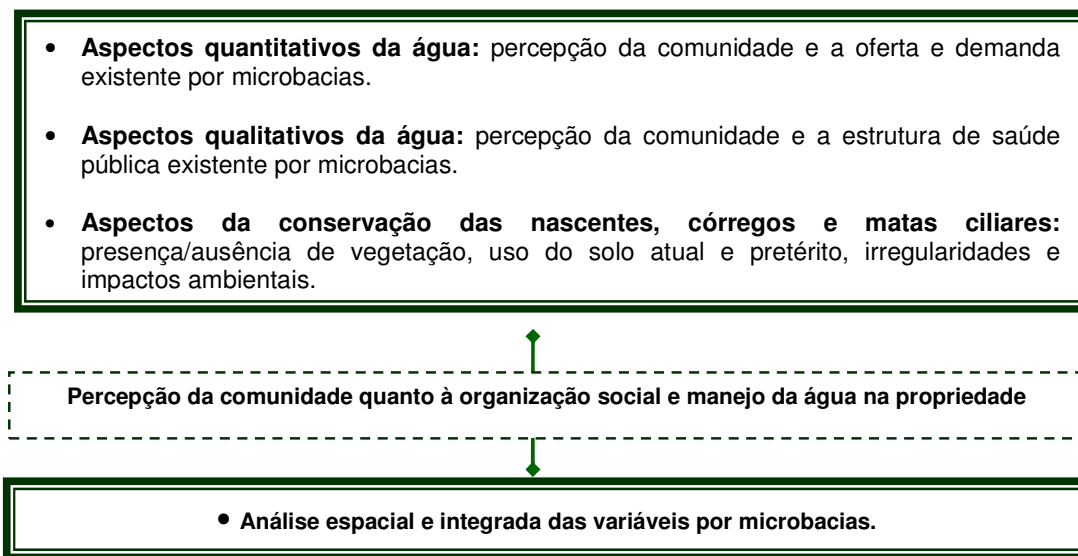 • Aspectos quantitativos da água: percepção da comunidade e a oferta e demanda
existente por microbacias.
• Aspectos qualitativos da água: percepção da comunidade e a estrutura de saúde
pública existente por microbacias.
• Aspectos da conservação das nascentes, córregos e matas ciliares:
presença/ausência de vegetação, uso do solo atual e pretérito, irregularidades e
impactos ambientais.
Percepção da comunidade quanto à organização social e manejo da água na propriedade
• Análise espacial e integrada das variáveis por microbacias.